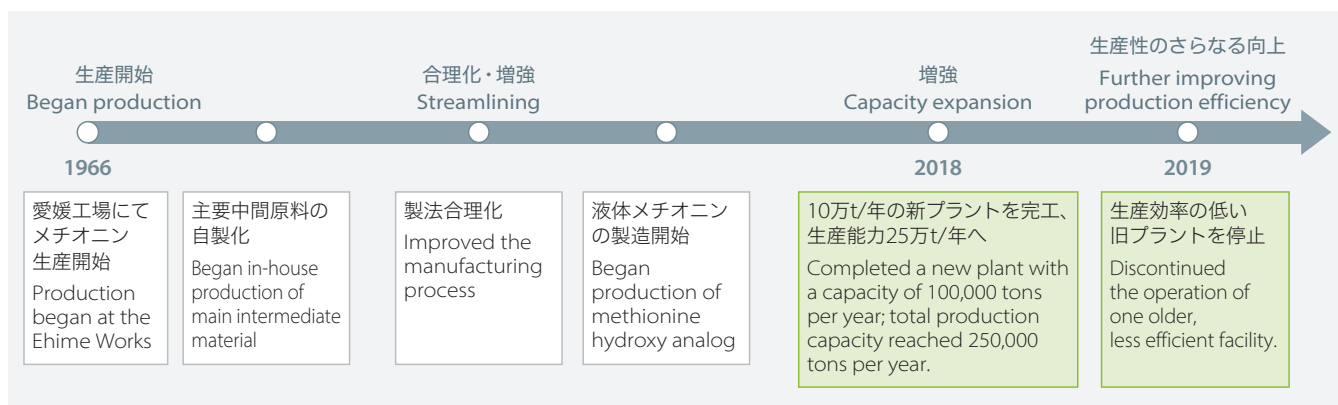 生産開始
Began production
合理化・増強
Streamlining
増強
Capacity expansion
生産性のさらなる向上
Further improving
production efficiency
1966
2018
2019
愛媛工場にて
メチオニン
生産開始
Production
began at the
Ehime Works
主要中間原料の
自製化
Began in-house
production of
main intermediate
material
製法合理化
Improved the
manufacturing
process
液体メチオニン
の製造開始
Began
production of
methionine
hydroxy analog
10万t/年の新プラントを完工、
生産能力25万t/年へ
Completed a new plant with
a capacity of 100,000 tons
per year; total production
capacity reached 250,000
tons per year.
生産効率の低い
旧プラントを停止
Discontinued
the operation of
one older,
less efficient facility.